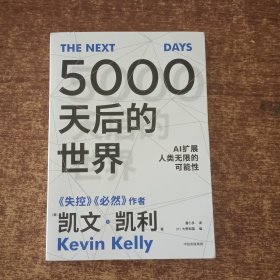 THE NEXT DAYS
5000
天后的
世界
AI扩展
人类无限的
可能性
《失控》《必然》作者
凯文·凯利
Kevin Kelly